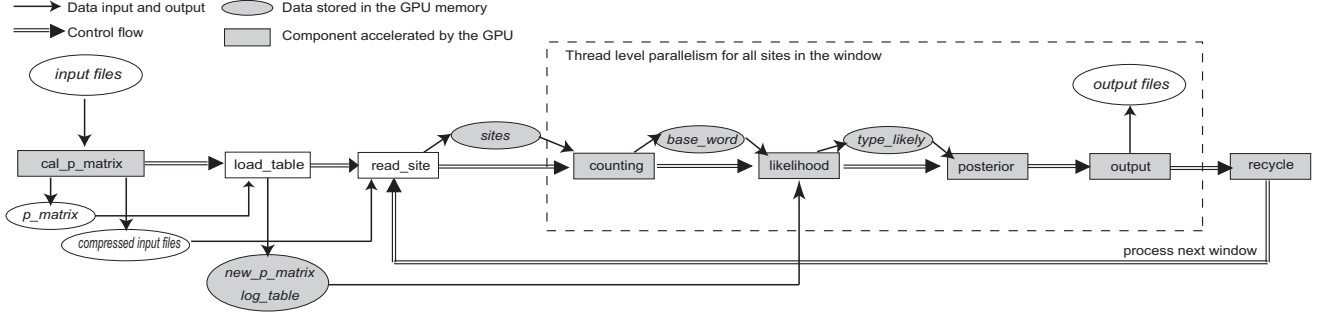 Data input and output
Data stored in the GPU memory
Control flow
Component accelerated by the GPU
Thread level parallelism for all sites in the window
input files
output files
sites
base_word
type_likely
cal_p_matrix
load_table
read_site
counting
likelihood
posterior
output
recycle
p_matrix
compressed input files
process next window
new_p_matrix
log_table